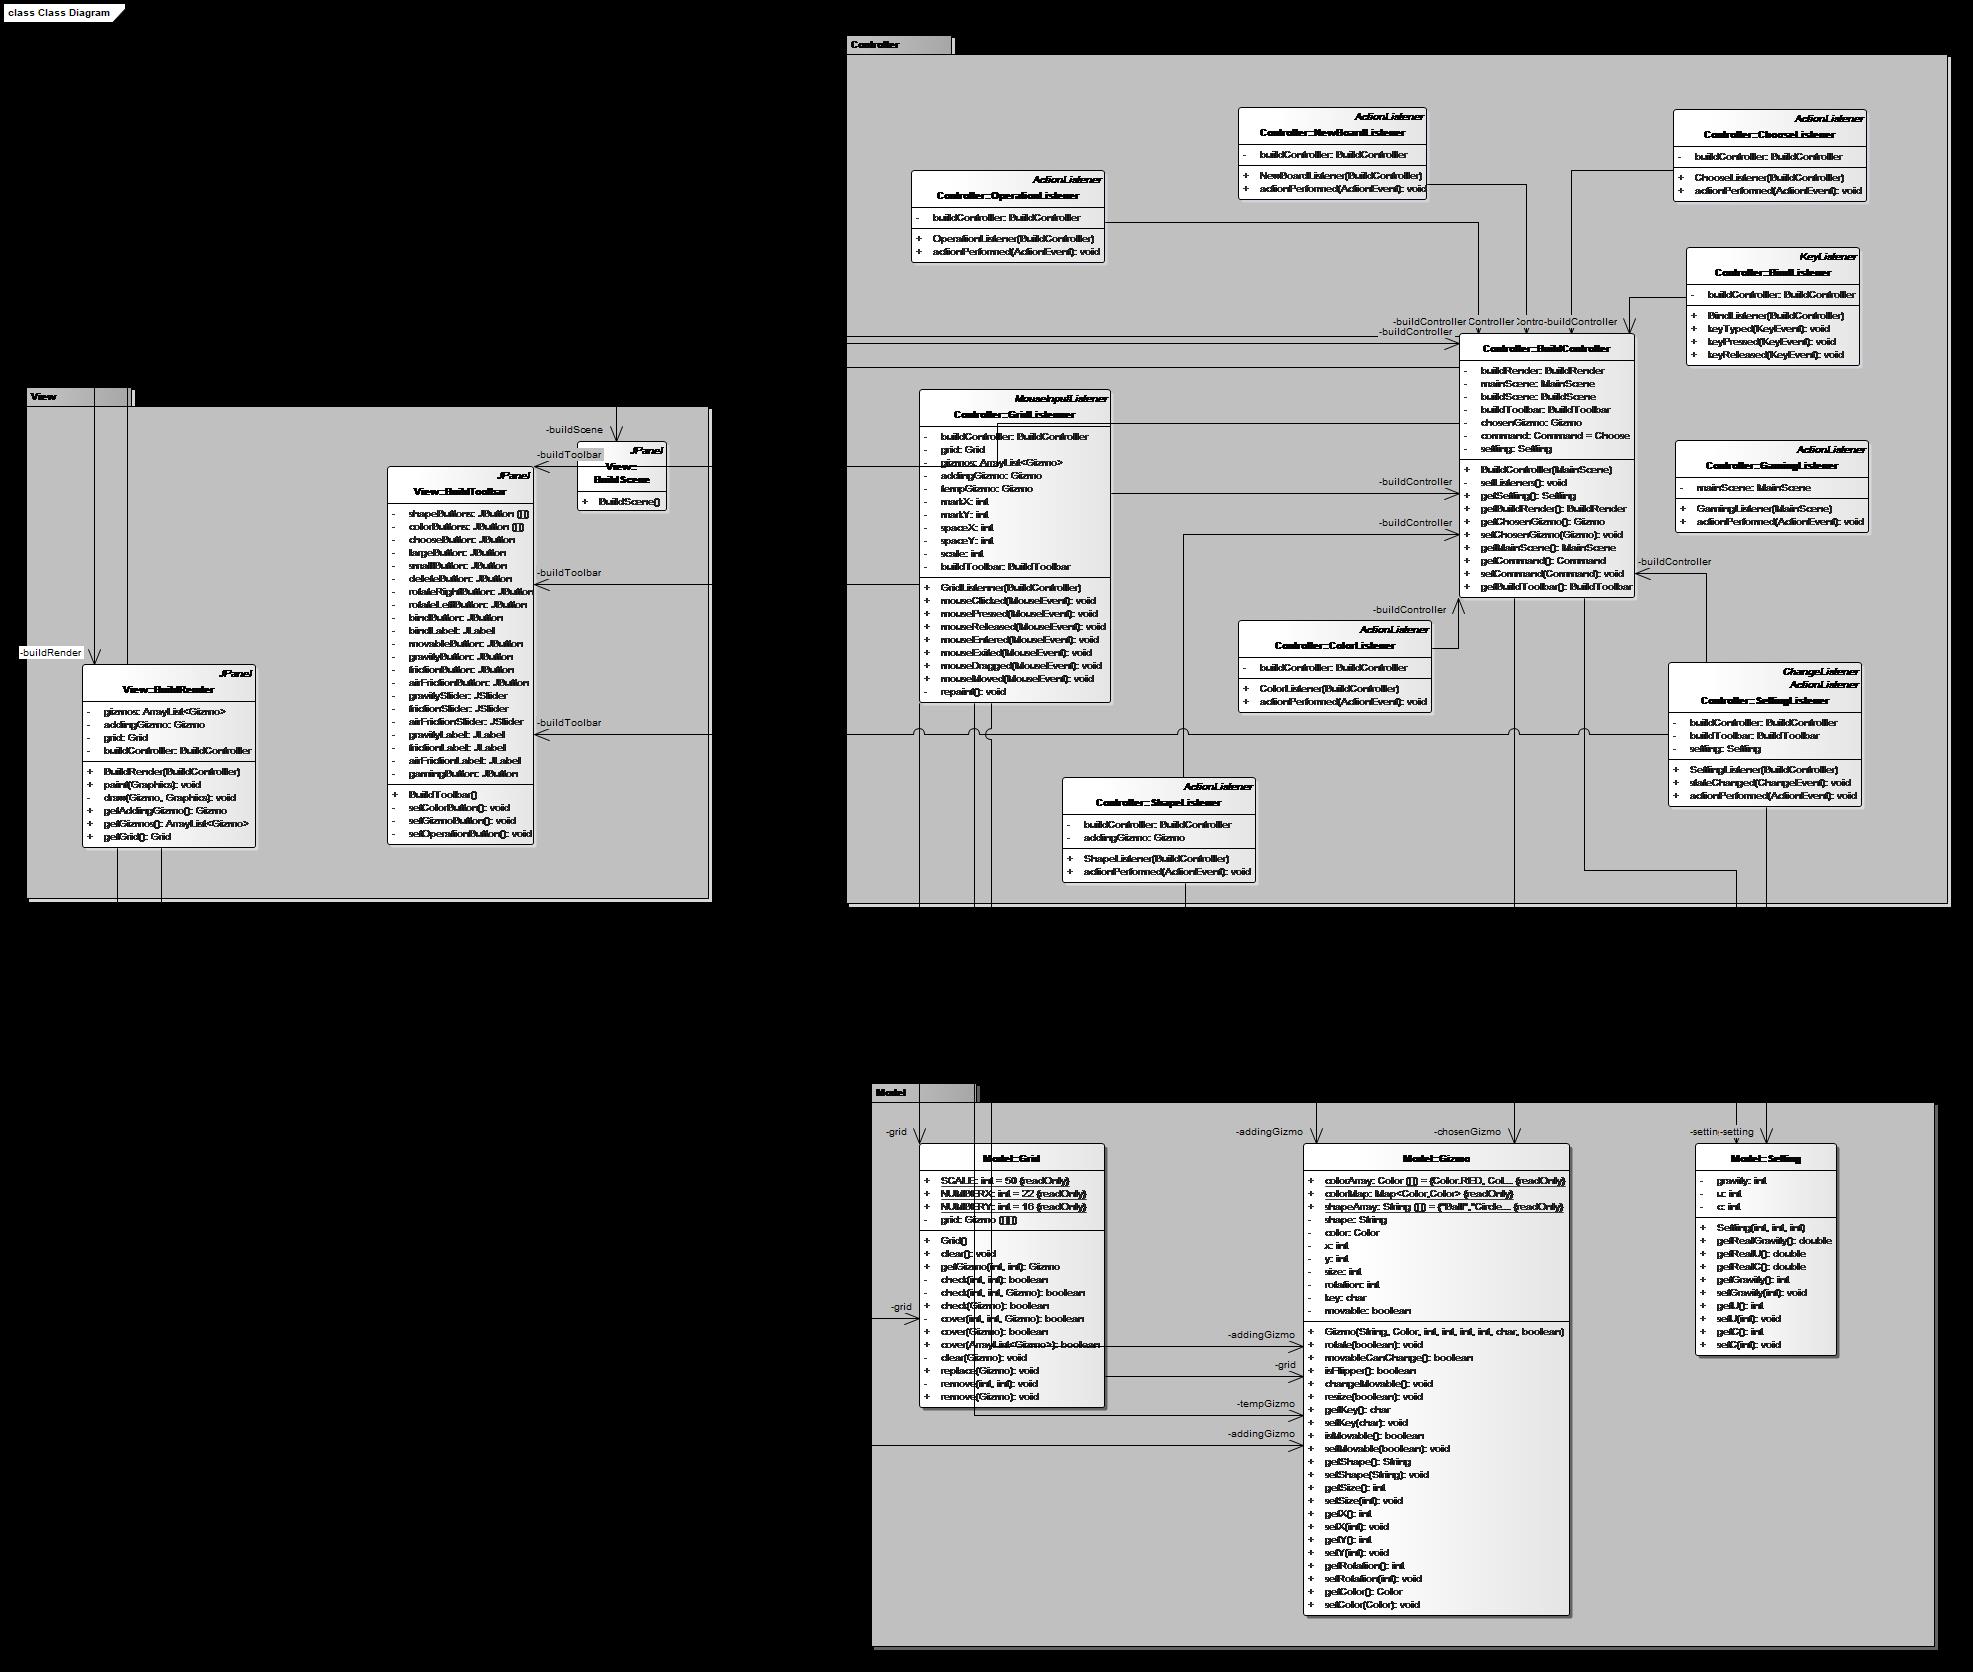 class Class Diagram
Controller
ActionListener
Controller::NewBoardListener
- buildController: BuildController
+ NewBoardListener(BuildController)
+ actionPerformed(ActionEvent): void
ActionListener
Controller::ChooseListener
- buildController: BuildController
+ ChooseListener(BuildController)
+ actionPerformed(ActionEvent): void
ActionListener
Controller::OperationListener
- buildController: BuildController
+ OperationListener(BuildController)
+ actionPerformed(ActionEvent): void
KeyListener
Controller::BindListener
- buildController: BuildController
+ BindListener(BuildController)
+ keyTyped(KeyEvent): void
+ keyPressed(KeyEvent): void
+ keyReleased(KeyEvent): void
-buildController
-buildController
-buildController
Controller::BuildController
- buildRender: BuildRender
- mainScene: MainScene
- buildScene: BuildScene
- buildToolbar: BuildToolbar
- chosenGizmo: Gizmo
- command: Command = Choose
- setting: Setting
+ BuildController(MainScene)
- setListeners(): void
+ getSetting(): Setting
+ getBuildRender(): BuildRender
+ getChosenGizmo(): Gizmo
+ setChosenGizmo(Gizmo): void
+ getMainScene(): MainScene
+ getCommand(): Command
+ setCommand(Command): void
+ getBuildToolbar(): BuildToolbar
MouseInputListener
Controller::GridListenner
- buildController: BuildController
- grid: Grid
- gizmos: ArrayList<Gizmo>
- addingGizmo: Gizmo
- tempGizmo: Gizmo
- markX: int
- markY: int
- spaceX: int
- spaceY: int
- scale: int
- buildToolbar: BuildToolbar
+ GridListenner(BuildController)
+ mouseClicked(MouseEvent): void
+ mousePressed(MouseEvent): void
+ mouseReleased(MouseEvent): void
+ mouseEntered(MouseEvent): void
+ mouseExited(MouseEvent): void
+ mouseDragged(MouseEvent): void
+ mouseMoved(MouseEvent): void
- repaint(): void
ActionListener
Controller::GamingListener
- mainScene: MainScene
+ GamingListener(MainScene)
+ actionPerformed(ActionEvent): void
-buildController
-buildController
-buildController
-buildController
ActionListener
Controller::ColorListener
- buildController: BuildController
+ ColorListener(BuildController)
+ actionPerformed(ActionEvent): void
ChangeListener
ActionListener
Controller::SettingListener
- buildController: BuildController
- buildToolbar: BuildToolbar
- setting: Setting
+ SettingListener(BuildController)
+ stateChanged(ChangeEvent): void
+ actionPerformed(ActionEvent): void
ActionListener
Controller::ShapeListener
- buildController: BuildController
- addingGizmo: Gizmo
+ ShapeListener(BuildController)
+ actionPerformed(ActionEvent): void
View
-buildScene
JPanel
View::
BuildScene
+ BuildScene()
-buildToolbar
-buildToolbar
-buildToolbar
JPanel
View::BuildToolbar
- shapeButtons: JButton ([])
- colorButtons: JButton ([])
- chooseButton: JButton
- largeButton: JButton
- smallButton: JButton
- deleteButton: JButton
- rotateRightButton: JButton
- rotateLeftButton: JButton
- bindButton: JButton
- bindLabel: JLabel
- movableButton: JButton
- gravityButton: JButton
- frictionButton: JButton
- airFrictionButton: JButton
- gravitySlider: JSlider
- frictionSlider: JSlider
- airFrictionSlider: JSlider
- gravityLabel: JLabel
- frictionLabel: JLabel
- airFrictionLabel: JLabel
- gamingButton: JButton
+ BuildToolbar()
- setColorButton(): void
- setGizmoButton(): void
- setOperationButton(): void
-buildRender
JPanel
View::BuildRender
- gizmos: ArrayList<Gizmo>
- addingGizmo: Gizmo
- grid: Grid
- buildController: BuildController
+ BuildRender(BuildController)
+ paint(Graphics): void
- draw(Gizmo, Graphics): void
+ getAddingGizmo(): Gizmo
+ getGizmos(): ArrayList<Gizmo>
+ getGrid(): Grid
Model
-grid
-addingGizmo
-chosenGizmo
-setting
Model::Grid
+ SCALE: int = 50 {readOnly}
+ NUMBERX: int = 22 {readOnly}
+ NUMBERY: int = 16 {readOnly}
- grid: Gizmo ([][])
+ Grid()
+ clear(): void
+ getGizmo(int, int): Gizmo
- check(int, int): boolean
- check(int, int, Gizmo): boolean
+ check(Gizmo): boolean
- cover(int, int, Gizmo): boolean
+ cover(Gizmo): boolean
+ cover(ArrayList<Gizmo>): boolean
- clear(Gizmo): void
+ replace(Gizmo): void
- remove(int, int): void
+ remove(Gizmo): void
-grid
-addingGizmo
-grid
-tempGizmo
-addingGizmo
Model::Gizmo
+ colorArray: Color ([]) = {Color.RED, Col... {readOnly}
+ colorMap: Map<Color,Color> {readOnly}
+ shapeArray: String ([]) = {"Ball","Circle... {readOnly}
- shape: String
- color: Color
- x: int
- y: int
- size: int
- rotation: int
- key: char
- movable: boolean
+ Gizmo(String, Color, int, int, int, int, char, boolean)
+ rotate(boolean): void
+ movableCanChange(): boolean
+ isFlipper(): boolean
+ changeMovable(): void
+ resize(boolean): void
+ getKey(): char
+ setKey(char): void
+ isMovable(): boolean
+ setMovable(boolean): void
+ getShape(): String
+ setShape(String): void
+ getSize(): int
+ setSize(int): void
+ getX(): int
+ setX(int): void
+ getY(): int
+ setY(int): void
+ getRotation(): int
+ setRotation(int): void
+ getColor(): Color
+ setColor(Color): void
Model::Setting
- gravity: int
- u: int
- c: int
+ Setting(int, int, int)
+ getRealGravity(): double
+ getRealU(): double
+ getRealC(): double
+ getGravity(): int
+ setGravity(int): void
+ getU(): int
+ setU(int): void
+ getC(): int
+ setC(int): void